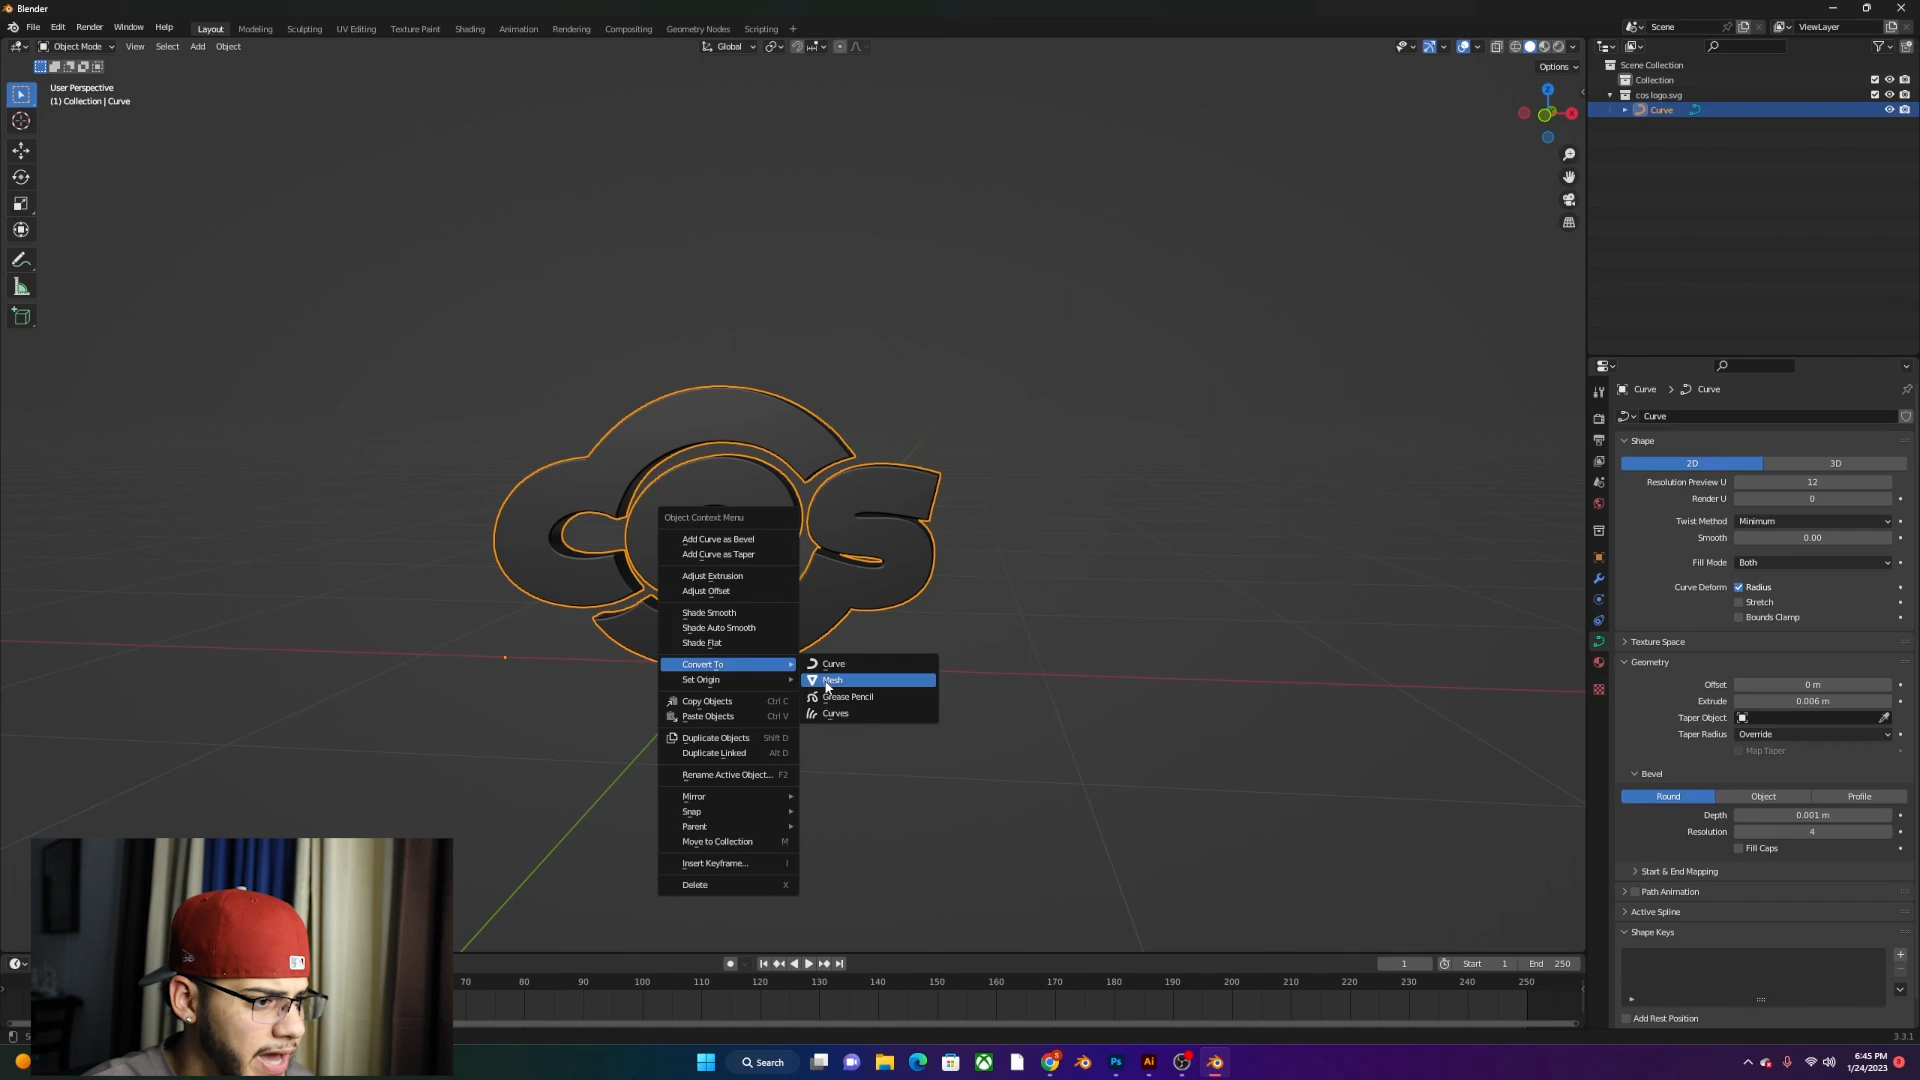 Blender
File Edit Render Window Help
Layout Modeling Sculpting UV Editing Texture Paint Shading Animation Rendering Compositing Geometry Nodes Scripting +
Scene
ViewLayer
Object Mode View Select Add Object
Global
Options
User Perspective
(1) Collection | Curve
Z
X
Scene Collection
Collection
cos logo.svg
Curve
COS
Object Context Menu
Add Curve as Bevel
Add Curve as Taper
Adjust Extrusion
Adjust Offset
Shade Smooth
Shade Auto Smooth
Shade Flat
Convert To
Set Origin
Copy Objects Ctrl C
Paste Objects Ctrl V
Duplicate Objects Shift D
Duplicate Linked Alt D
Rename Active Object... F2
Mirror
Snap
Parent
Move to Collection M
Insert Keyframe... I
Delete X
Curve
Mesh
Grease Pencil
Curves
Curve > Curve
Curve
Shape
2D 3D
Resolution Preview U 12
Render U 0
Twist Method Minimum
Smooth 0.00
Fill Mode Both
Curve Deform Radius
Stretch
Bounds Clamp
Texture Space
Geometry
Offset 0 m
Extrude 0.006 m
Taper Object
Taper Radius Override
Map Taper
Bevel
Round Object Profile
Depth 0.001 m
Resolution 4
Fill Caps
Start & End Mapping
Path Animation
Active Spline
Shape Keys
Add Rest Position
1 Start 1 End 250
70 80 90 100 110 120 130 140 150 160 170 180 190 200 210 220 230 240 250
3.3.1
Search
Ps
Ai
6:45 PM
1/24/2023
8